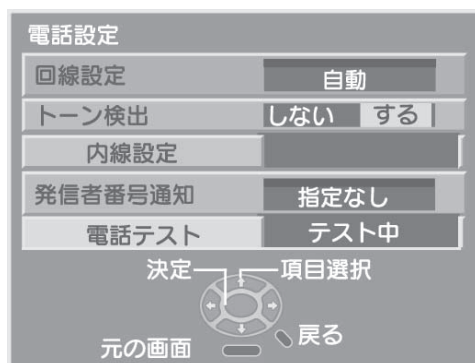 電話設定
回線設定 自動
トーン検出 しない する
内線設定
発信者番号通知 指定なし
電話テスト テスト中
決定 項目選択
戻る
元の画面